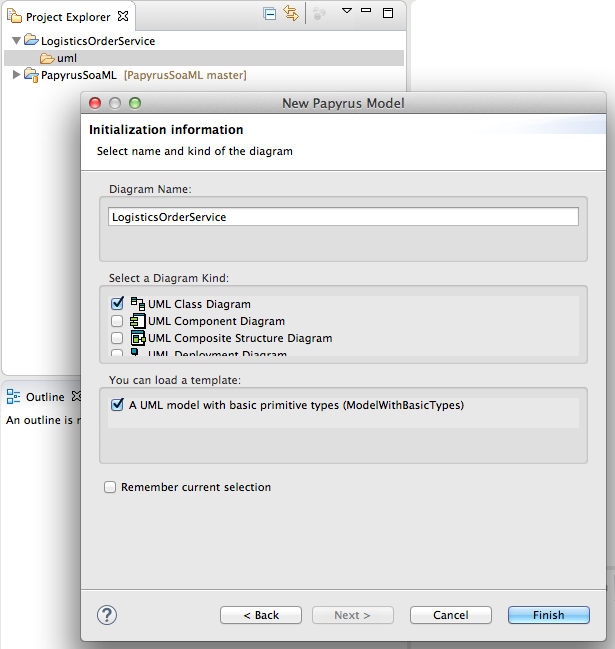 Project Explorer
LogisticsOrderService
uml
PapyrusSoaML [PapyrusSoaML master]
New Papyrus Model
Initialization information
Select name and kind of the diagram
Diagram Name:
LogisticsOrderService
Select a Diagram Kind:
UML Class Diagram
UML Component Diagram
UML Composite Structure Diagram
UML Deployment Diagram
Outline
You can load a template:
An outline is
A UML model with basic primitive types (ModelWithBasicTypes)
Remember current selection
?
< Back
Next >
Cancel
Finish